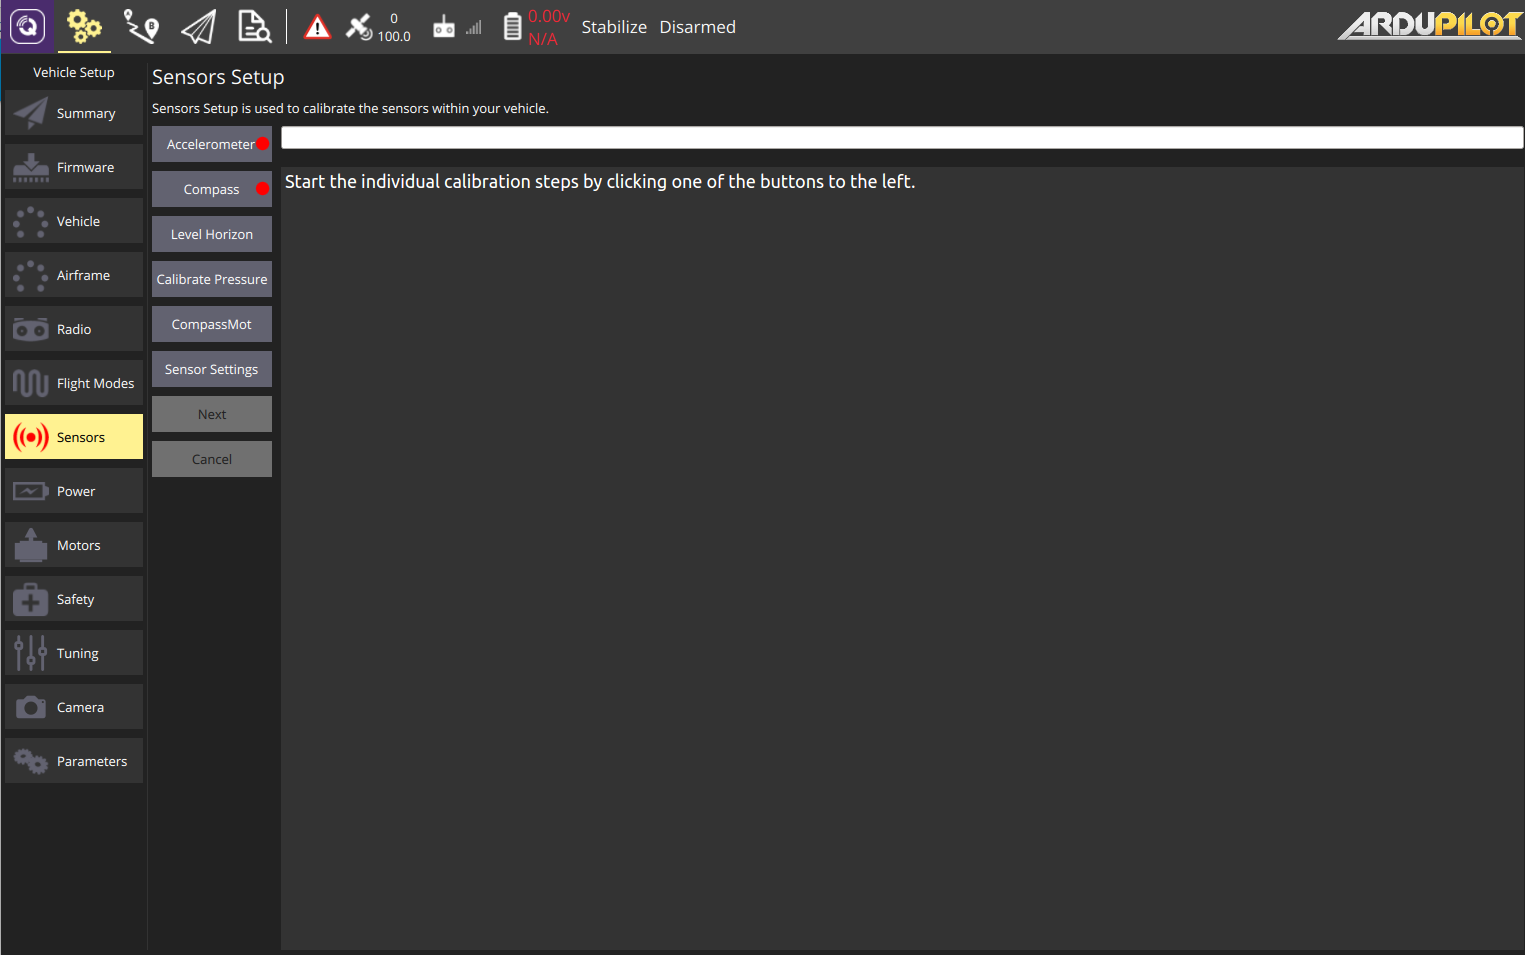 0
100.0
0.00v
N/A
Stabilize
Disarmed
ARDUPILOT
Vehicle Setup
Summary
Firmware
Vehicle
Airframe
Radio
Flight Modes
Sensors
Power
Motors
Safety
Tuning
Camera
Parameters
Sensors Setup
Sensors Setup is used to calibrate the sensors within your vehicle.
Accelerometer
Compass
Level Horizon
Calibrate Pressure
CompassMot
Sensor Settings
Next
Cancel
Start the individual calibration steps by clicking one of the buttons to the left.